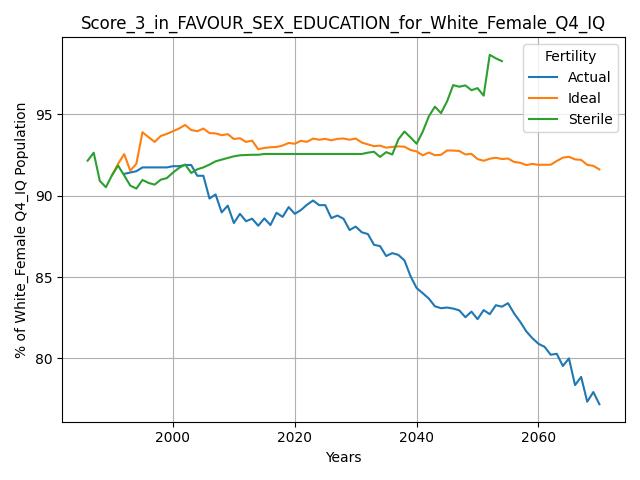 Score_3_in_FAVOUR_SEX_EDUCATION_for_White_Female_Q4_IQ
% of White_Female Q4_IQ Population
95
90
85
80
Fertility
Actual
Ideal
Sterile
2000
2020
2040
2060
Years